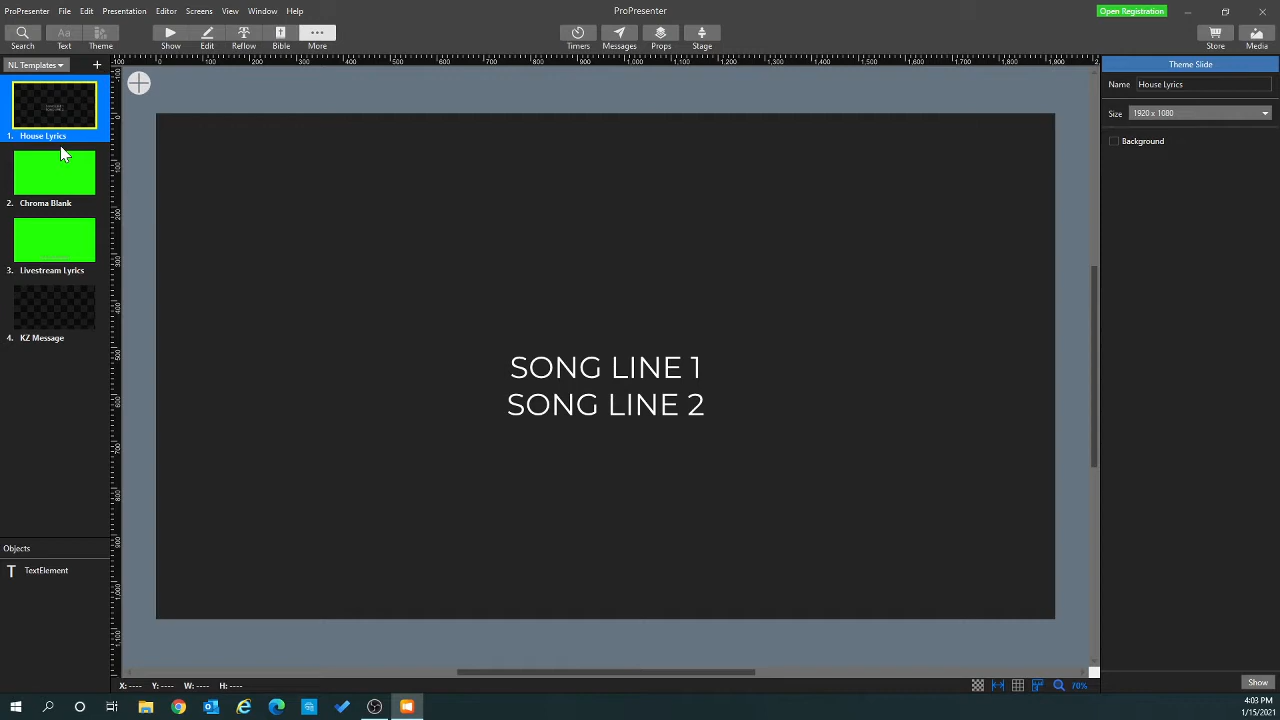 ProPresenter File Edit Presentation Editor Screens View Window Help
ProPresenter
Open Registration
Search Text Theme Show Edit Reflow Bible More Timers Messages Props Stage Store Media
NL Templates
Theme Slide
Name House Lyrics
Size 1920 x 1080
Background
1. House Lyrics
2. Chroma Blank
3. Livestream Lyrics
4. KZ Message
SONG LINE 1
SONG LINE 2
Objects
T TextElement
X: ---- Y: ---- W: ---- H: ----
70%
Show
4:03 PM
1/15/2021